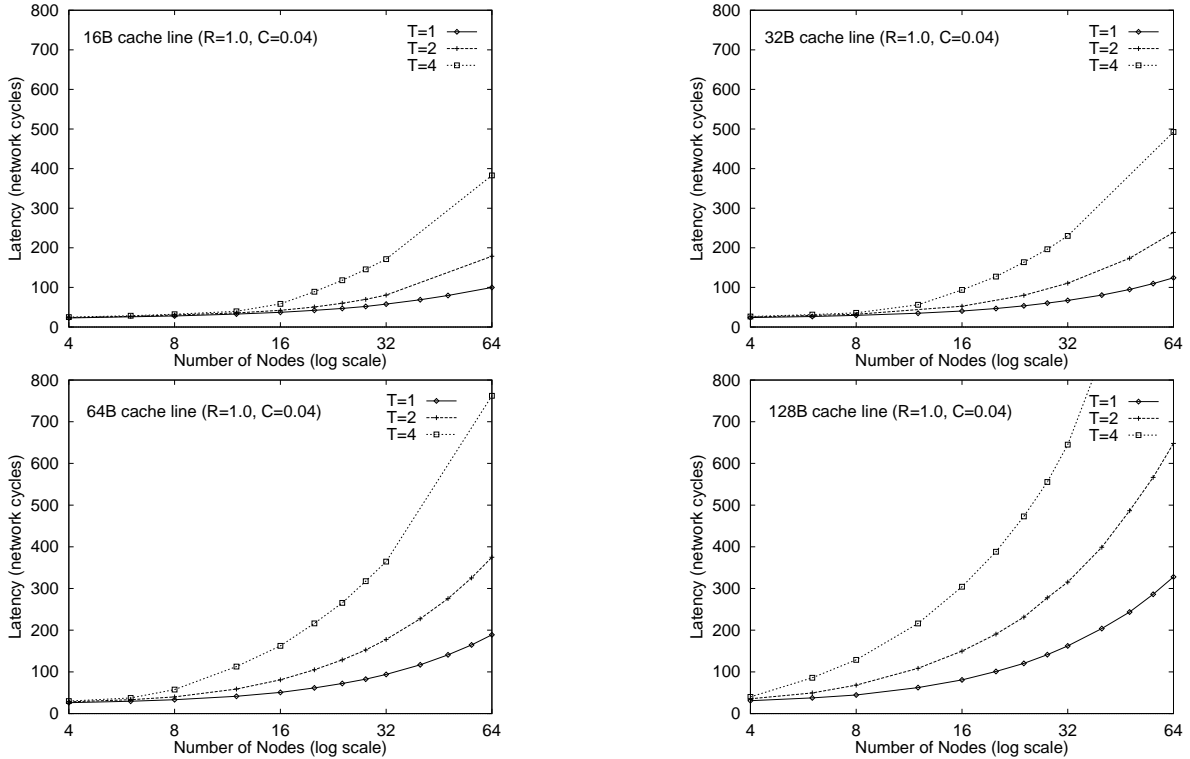 16B cache line (R=1.0, C=0.04)
T=1
T=2
T=4
Latency (network cycles)
800
700
600
500
400
300
200
100
0
4
8
16
32
64
Number of Nodes (log scale)
32B cache line (R=1.0, C=0.04)
T=1
T=2
T=4
Latency (network cycles)
800
700
600
500
400
300
200
100
0
4
8
16
32
64
Number of Nodes (log scale)
64B cache line (R=1.0, C=0.04)
T=1
T=2
T=4
Latency (network cycles)
800
700
600
500
400
300
200
100
0
4
8
16
32
64
Number of Nodes (log scale)
128B cache line (R=1.0, C=0.04)
T=1
T=2
T=4
Latency (network cycles)
800
700
600
500
400
300
200
100
0
4
8
16
32
64
Number of Nodes (log scale)